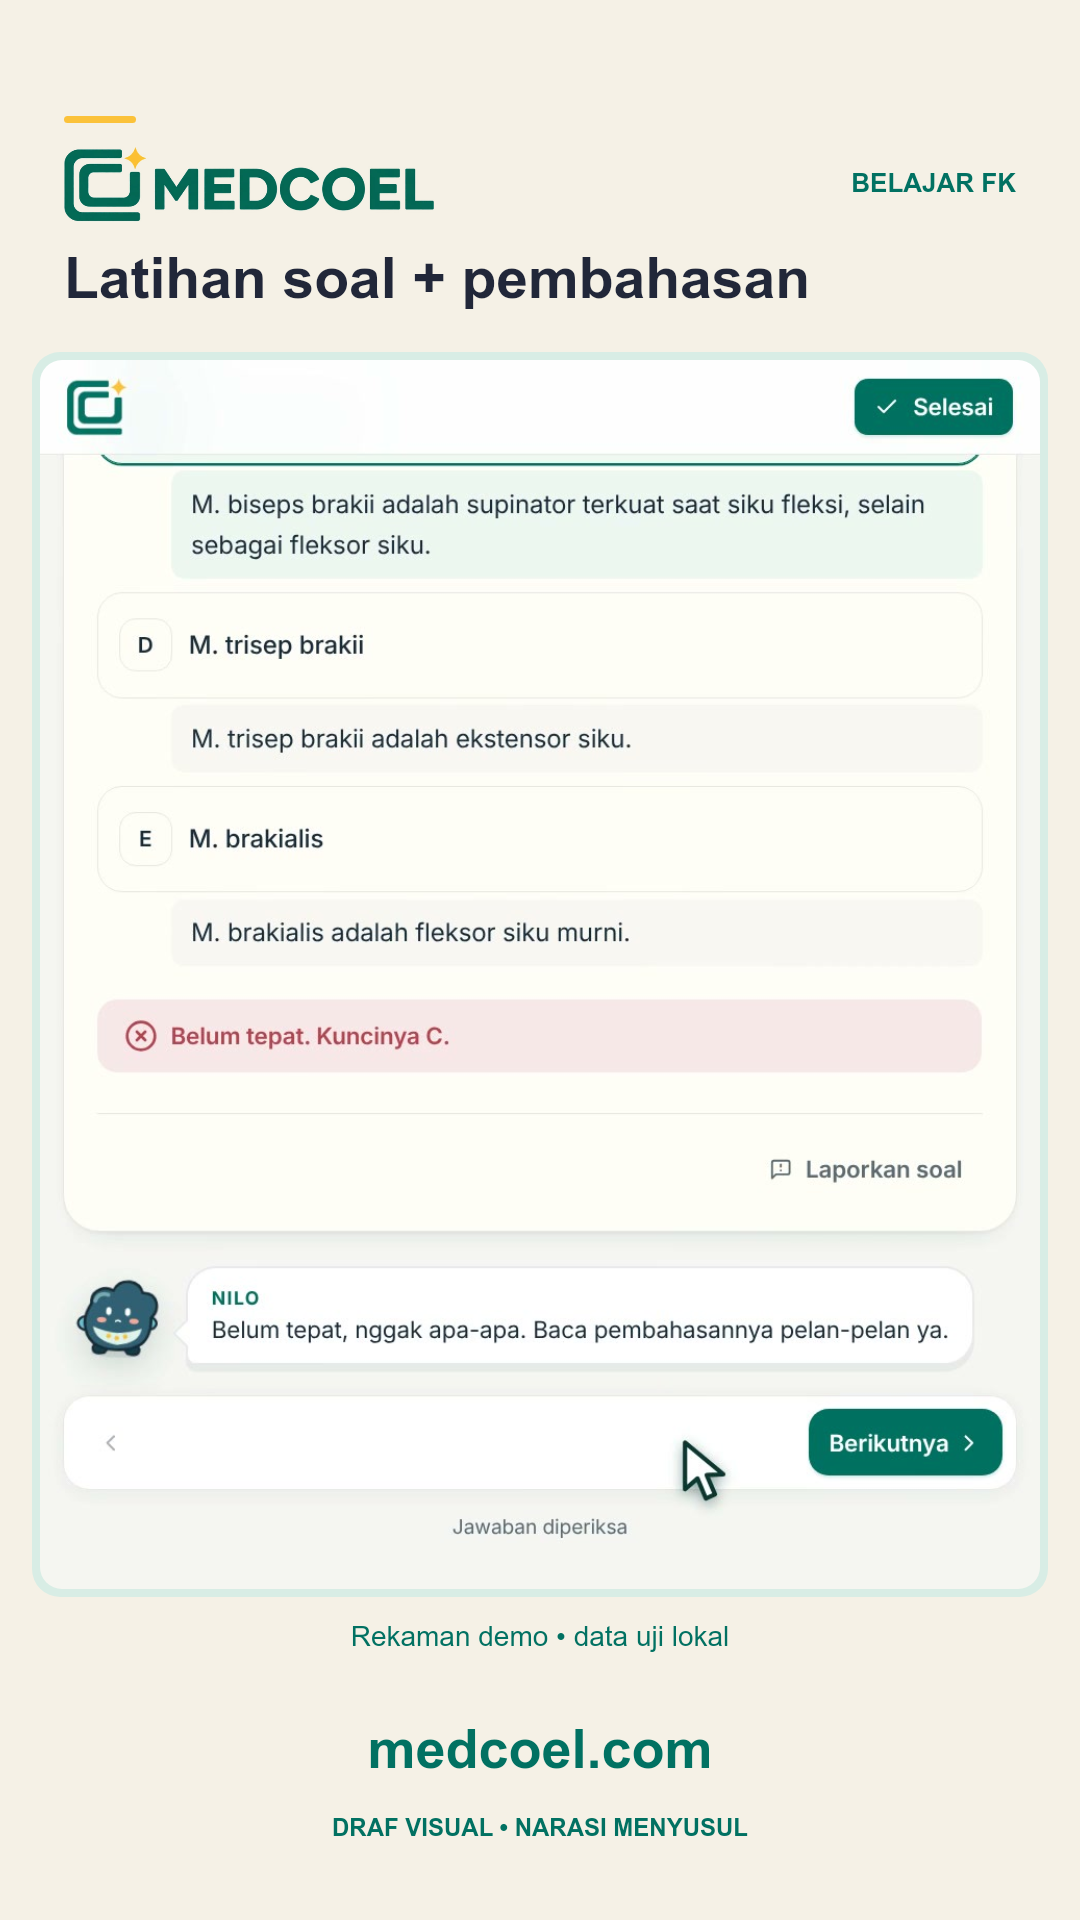 MEDCOEL
BELAJAR FK
Latihan soal + pembahasan
Selesai
M. biseps brakii adalah supinator terkuat saat siku fleksi, selain
sebagai fleksor siku.
D M. trisep brakii
M. trisep brakii adalah ekstensor siku.
E M. brakialis
M. brakialis adalah fleksor siku murni.
Belum tepat. Kuncinya C.
Laporkan soal
NILO
Belum tepat, nggak apa-apa. Baca pembahasannya pelan-pelan ya.
Berikutnya
Jawaban diperiksa
Rekaman demo • data uji lokal
medcoel.com
DRAF VISUAL • NARASI MENYUSUL